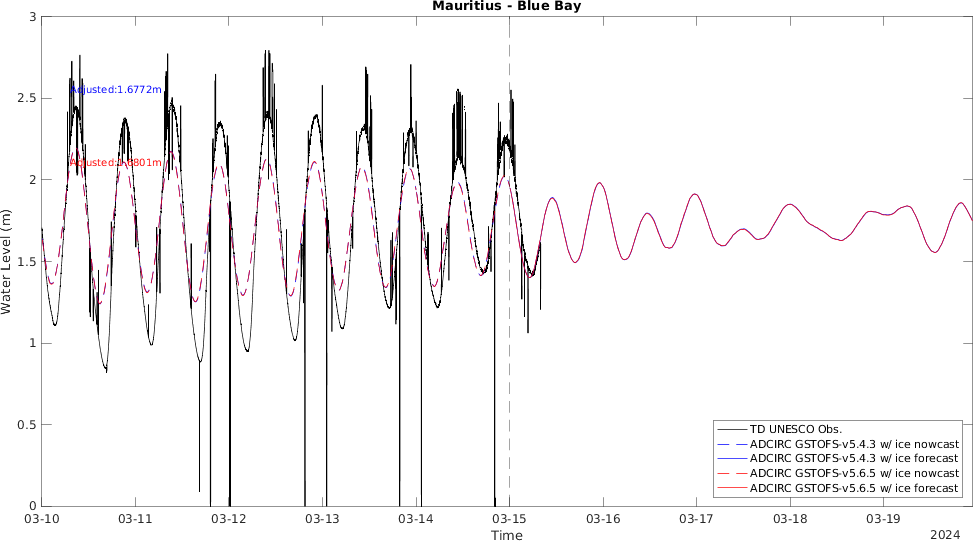 Mauritius - Blue Bay
Water Level (m)
3
2.5
2
1.5
1
0.5
0
Adjusted:1.6772m
Adjusted:1.8801m
TD UNESCO Obs.
ADCIRC GSTOFS-v5.4.3 w/ ice nowcast
ADCIRC GSTOFS-v5.4.3 w/ ice forecast
ADCIRC GSTOFS-v5.6.5 w/ ice nowcast
ADCIRC GSTOFS-v5.6.5 w/ ice forecast
03-10 03-11 03-12 03-13 03-14 03-15 03-16 03-17 03-18 03-19
Time
2024